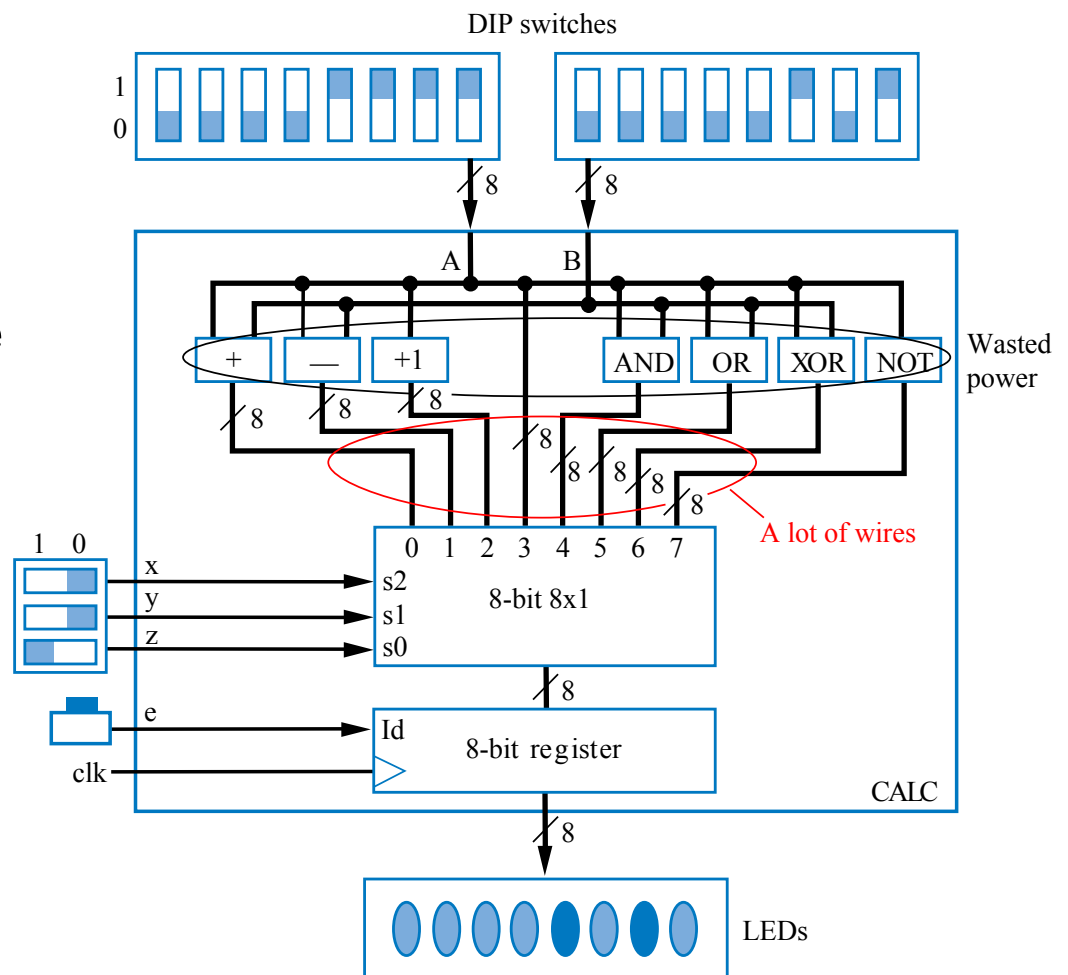 DIP switches
1
0
8
8
A
B
e
+
—
+1
AND
OR
XOR
NOT
Wasted
power
8
8
8
8
8
8
8
8
A lot of wires
1 0
0 1 2 3 4 5 6 7
x
s2
8-bit 8x1
y
s1
z
s0
8
e
Id
8-bit register
clk
CALC
8
LEDs